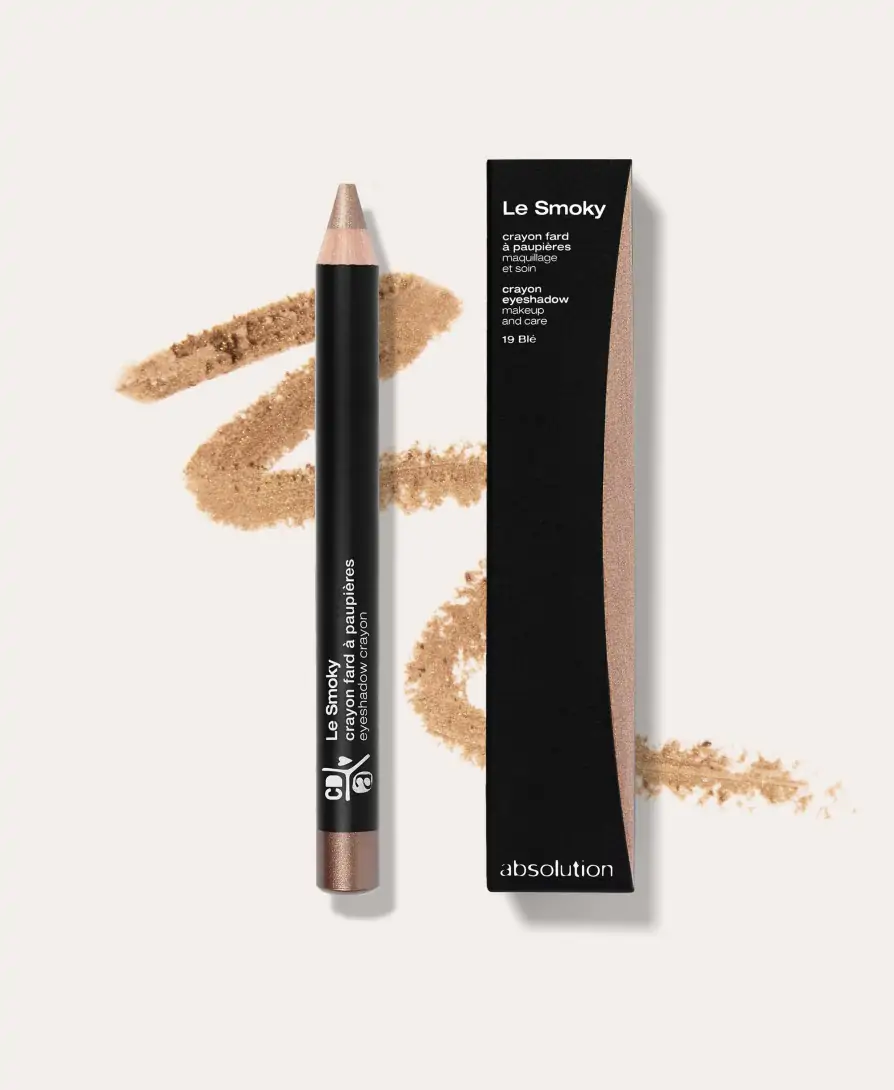 Le Smoky
crayon fard à paupières
eyeshadow crayon
CD
a
Le Smoky
crayon fard
à paupières
maquillage
et soin
crayon
eyeshadow
makeup
and care
19 Blé
absolution